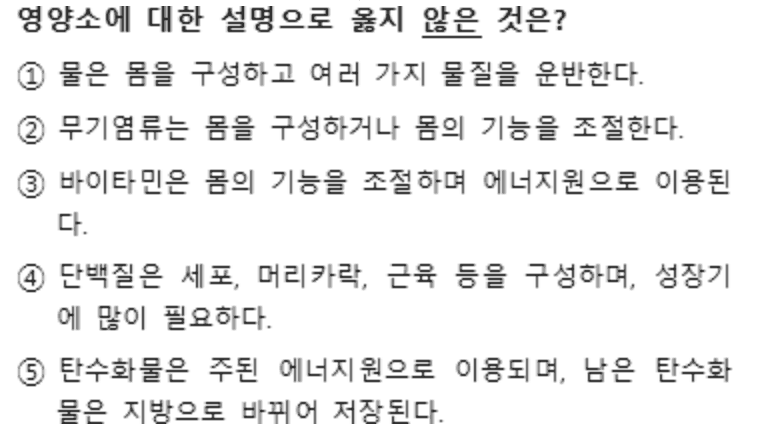 영양소에 대한 설명으로 옳지 않은 것은?
① 물은 몸을 구성하고 여러 가지 물질을 운반한다.
② 무기염류는 몸을 구성하거나 몸의 기능을 조절한다.
③ 바이타민은 몸의 기능을 조절하며 에너지원으로 이용된
다.
④ 단백질은 세포, 머리카락, 근육 등을 구성하며, 성장기
에 많이 필요하다.
⑤ 탄수화물은 주된 에너지원으로 이용되며, 남은 탄수화
물은 지방으로 바뀌어 저장된다.